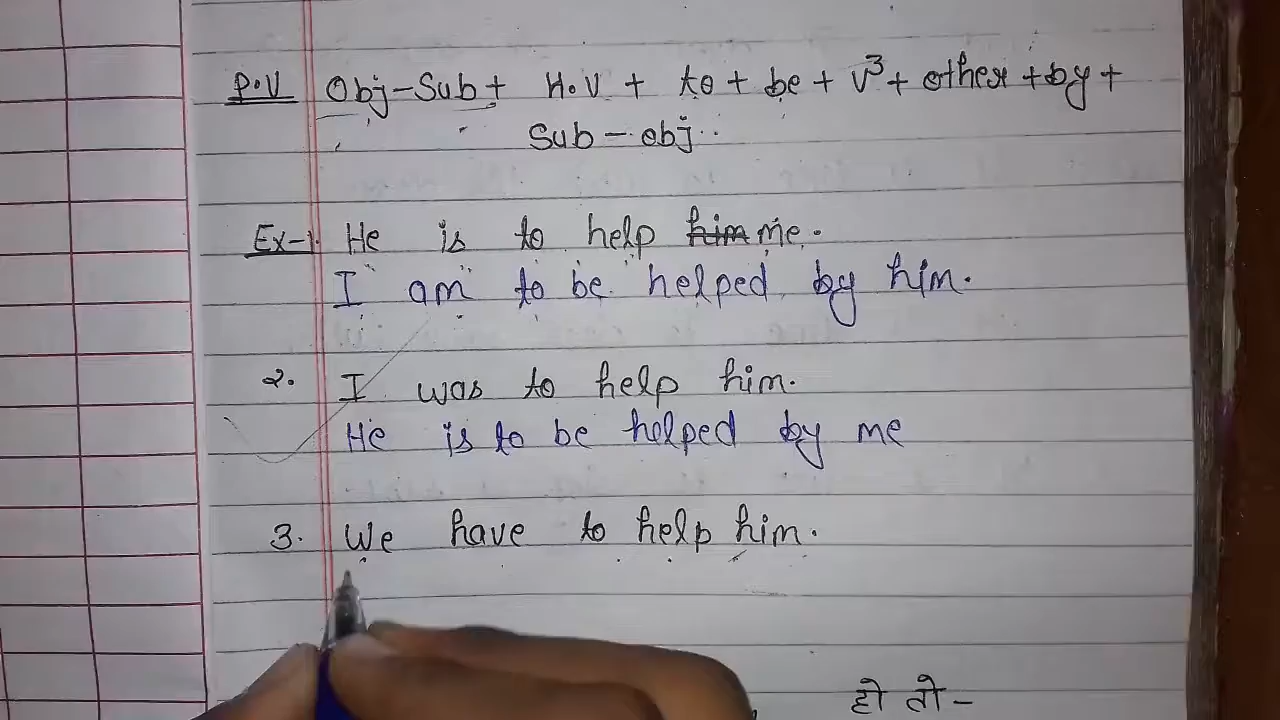 P.V Obj-Sub + H.V + to + be + V³ + other + by +
Sub - obj.
Ex-1. He is to help him me.
I am to be helped by him.
2. I was to help him.
He is to be helped by me
3. We have to help him.
हो तो-